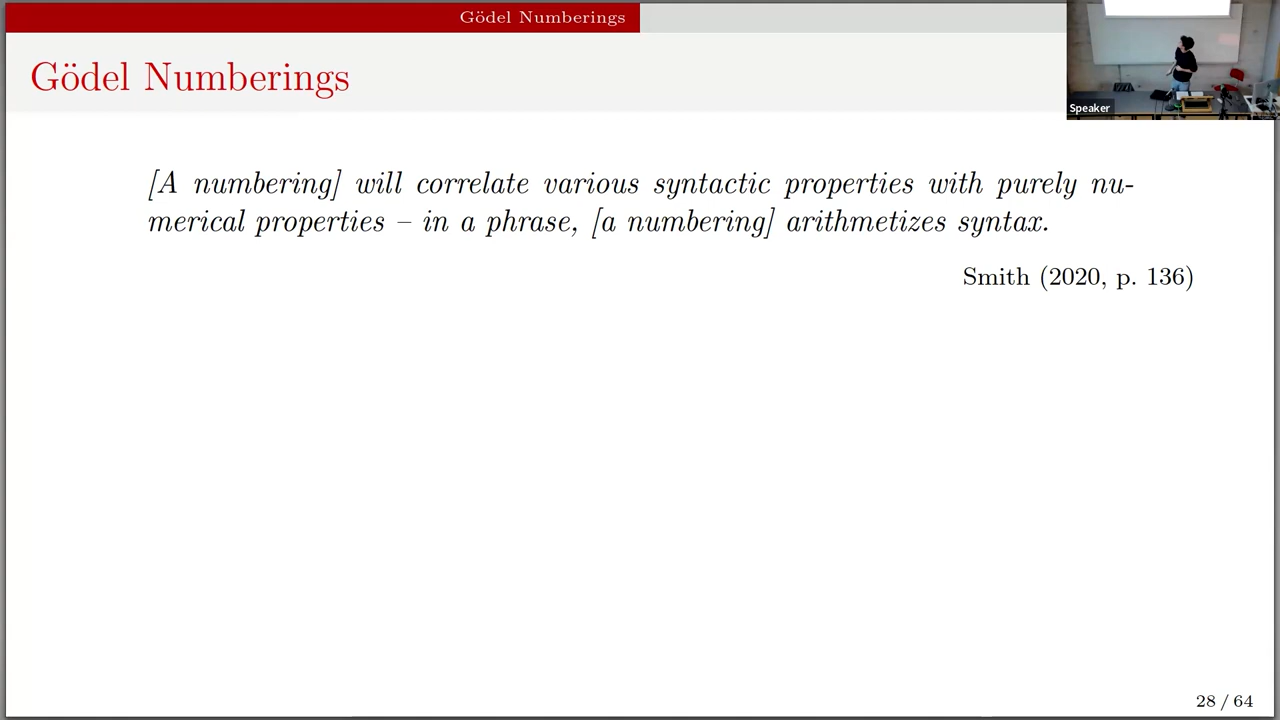 Gödel Numberings
Gödel Numberings
Speaker
[A numbering] will correlate various syntactic properties with purely nu-
merical properties – in a phrase, [a numbering] arithmetizes syntax.
Smith (2020, p. 136)
28 / 64